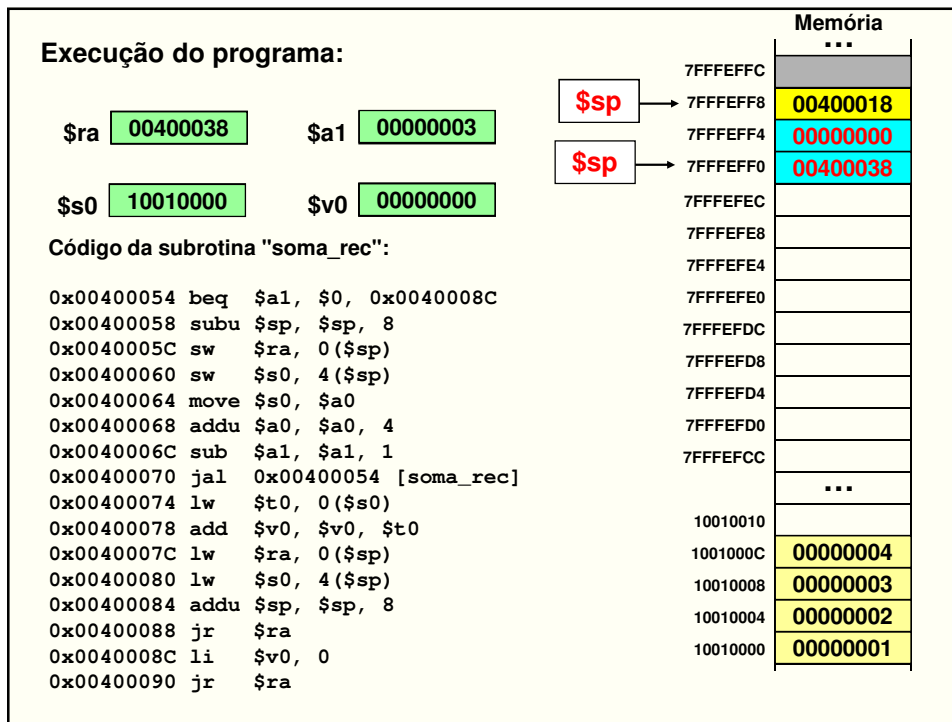 Execução do programa:
$ra 00400038 $a1 00000003
$s0 10010000 $v0 00000000
Código da subrotina "soma_rec":
0x00400054 beq $a1, $0, 0x0040008C
0x00400058 subu $sp, $sp, 8
0x0040005C sw $ra, 0($sp)
0x00400060 sw $s0, 4($sp)
0x00400064 move $s0, $a0
0x00400068 addu $a0, $a0, 4
0x0040006C sub $a1, $a1, 1
0x00400070 jal 0x00400054 [soma_rec]
0x00400074 lw $t0, 0($s0)
0x00400078 add $v0, $v0, $t0
0x0040007C lw $ra, 0($sp)
0x00400080 lw $s0, 4($sp)
0x00400084 addu $sp, $sp, 8
0x00400088 jr $ra
0x0040008C li $v0, 0
0x00400090 jr $ra
Memória
...
7FFFEFFC
$sp 7FFFEFF8 00400018
7FFFEFF4 00000000
$sp 7FFFEFF0 00400038
7FFFEFEC
7FFFEFE8
7FFFEFE4
7FFFEFE0
7FFFEFDC
7FFFEFD8
7FFFEFD4
7FFFEFD0
7FFFEFCC
...
10010010
1001000C 00000004
10010008 00000003
10010004 00000002
10010000 00000001